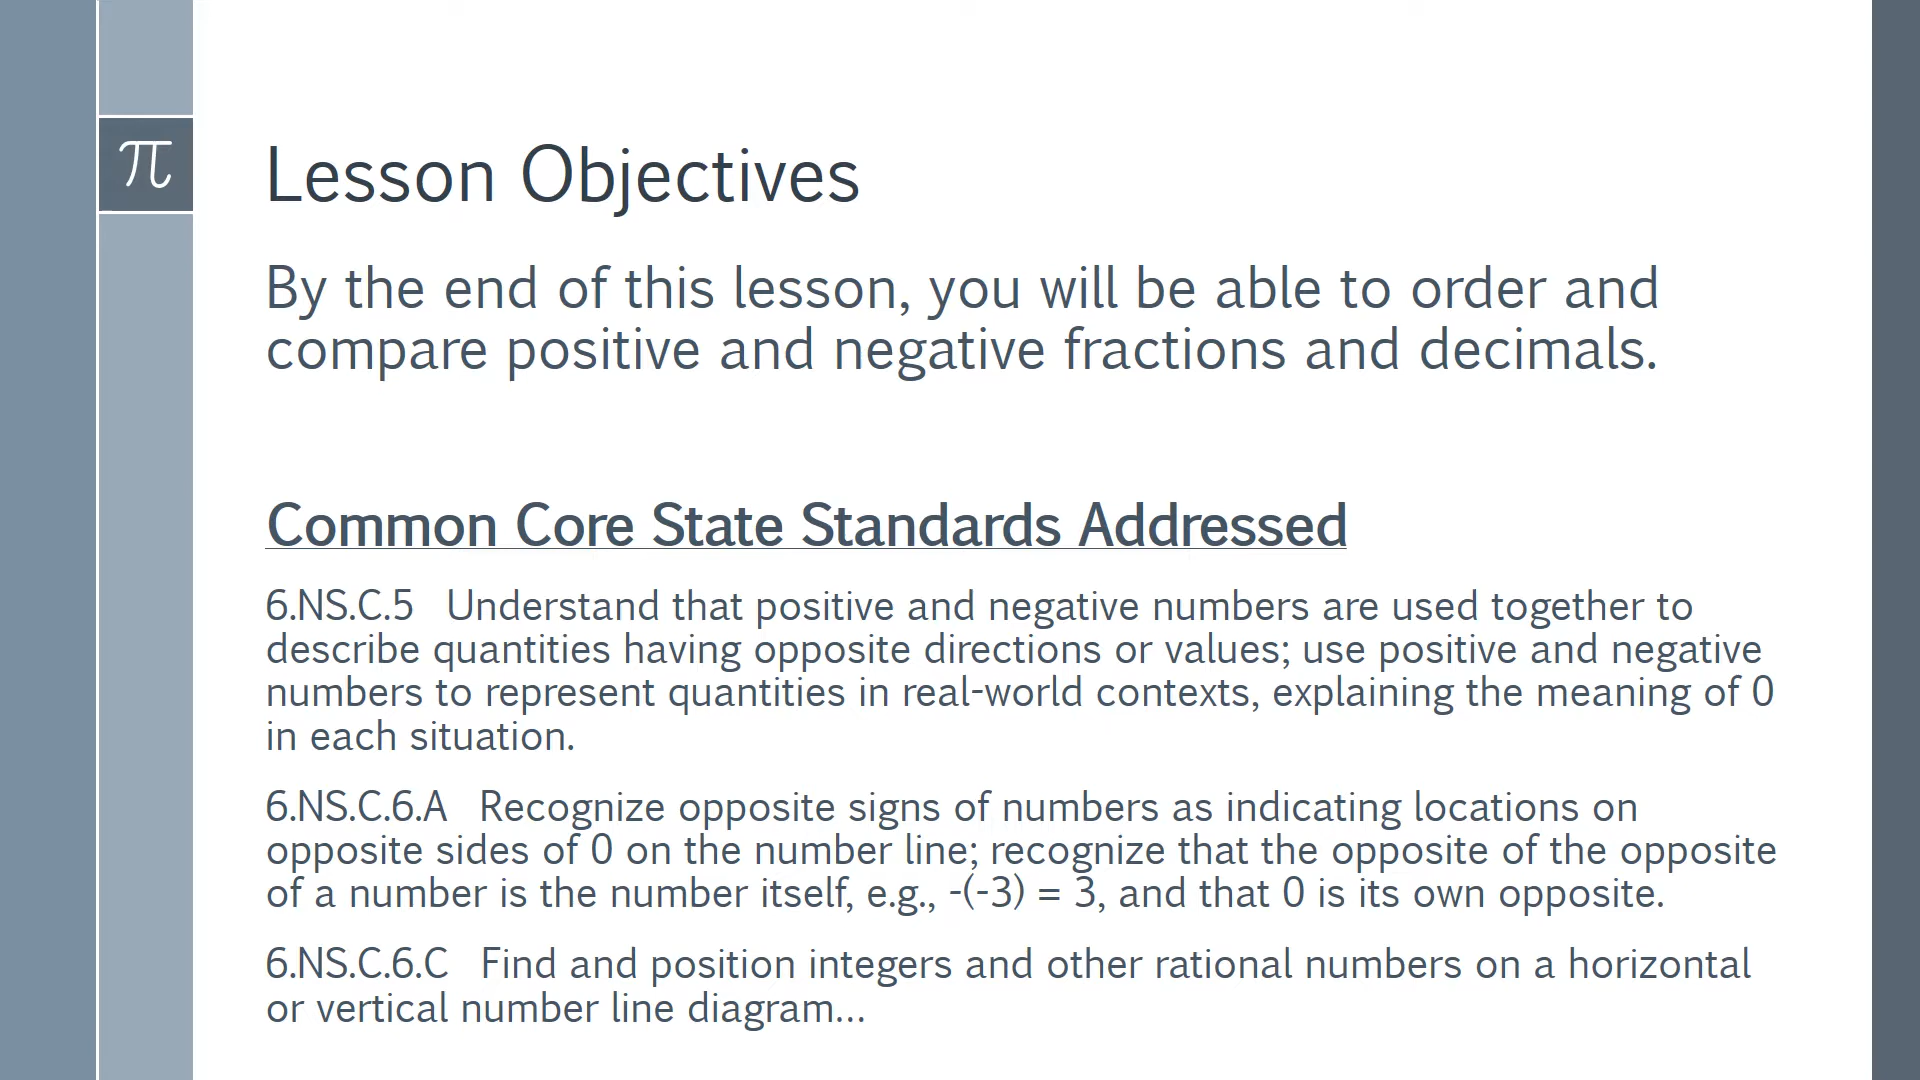 π
Lesson Objectives
By the end of this lesson, you will be able to order and
compare positive and negative fractions and decimals.
Common Core State Standards Addressed
6.NS.C.5 Understand that positive and negative numbers are used together to
describe quantities having opposite directions or values; use positive and negative
numbers to represent quantities in real-world contexts, explaining the meaning of 0
in each situation.
6.NS.C.6.A Recognize opposite signs of numbers as indicating locations on
opposite sides of 0 on the number line; recognize that the opposite of the opposite
of a number is the number itself, e.g., -(-3) = 3, and that 0 is its own opposite.
6.NS.C.6.C Find and position integers and other rational numbers on a horizontal
or vertical number line diagram…